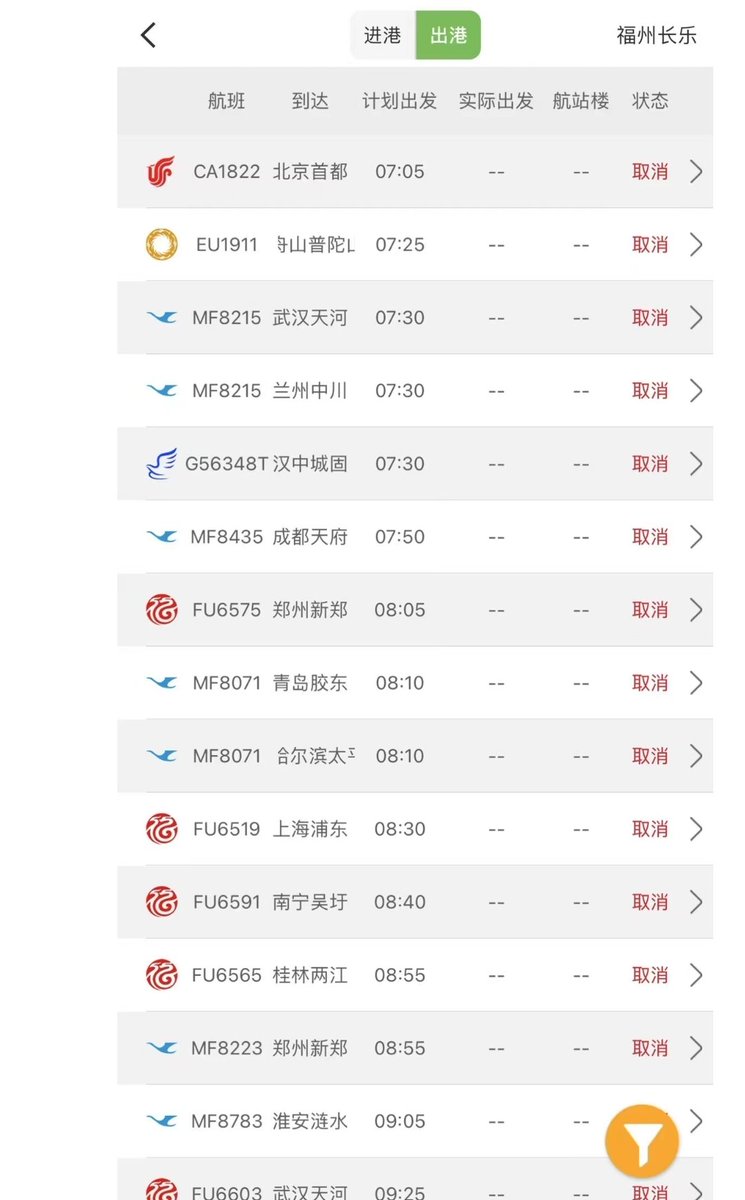 进港 出港 福州长乐
航班 到达 计划出发 实际出发 航站楼 状态
CA1822 北京首都 07:05 -- -- 取消
EU1911 舟山普陀山 07:25 -- -- 取消
MF8215 武汉天河 07:30 -- -- 取消
MF8215 兰州中川 07:30 -- -- 取消
G56348T 汉中城固 07:30 -- -- 取消
MF8435 成都天府 07:50 -- -- 取消
FU6575 郑州新郑 08:05 -- -- 取消
MF8071 青岛胶东 08:10 -- -- 取消
MF8071 哈尔滨太平 08:10 -- -- 取消
FU6519 上海浦东 08:30 -- -- 取消
FU6591 南宁吴圩 08:40 -- -- 取消
FU6565 桂林两江 08:55 -- -- 取消
MF8223 郑州新郑 08:55 -- -- 取消
MF8783 淮安涟水 09:05 -- --
FU6603 武汉天河 09:25 -- -- 取消